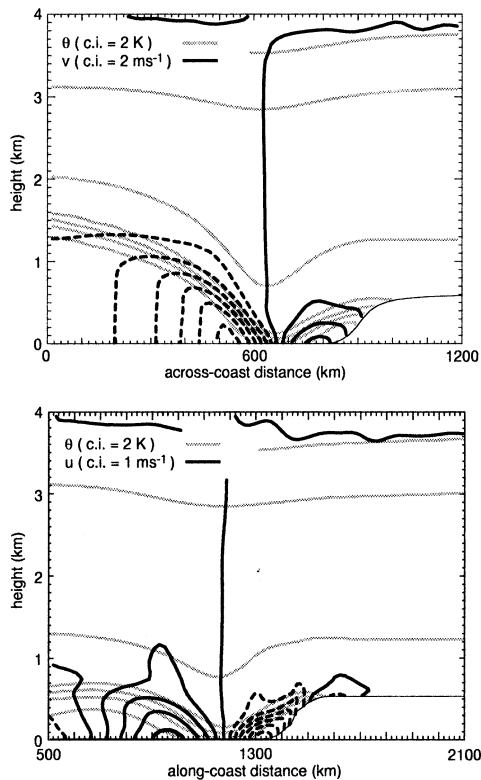 4
θ ( c.i. = 2 K )
v ( c.i. = 2 ms⁻¹ )
3
height (km)
2
1
0
0 600 1200
across-coast distance (km)
4
θ ( c.i. = 2 K )
u ( c.i. = 1 ms⁻¹ )
3
height (km)
2
1
0
500 1300 2100
along-coast distance (km)